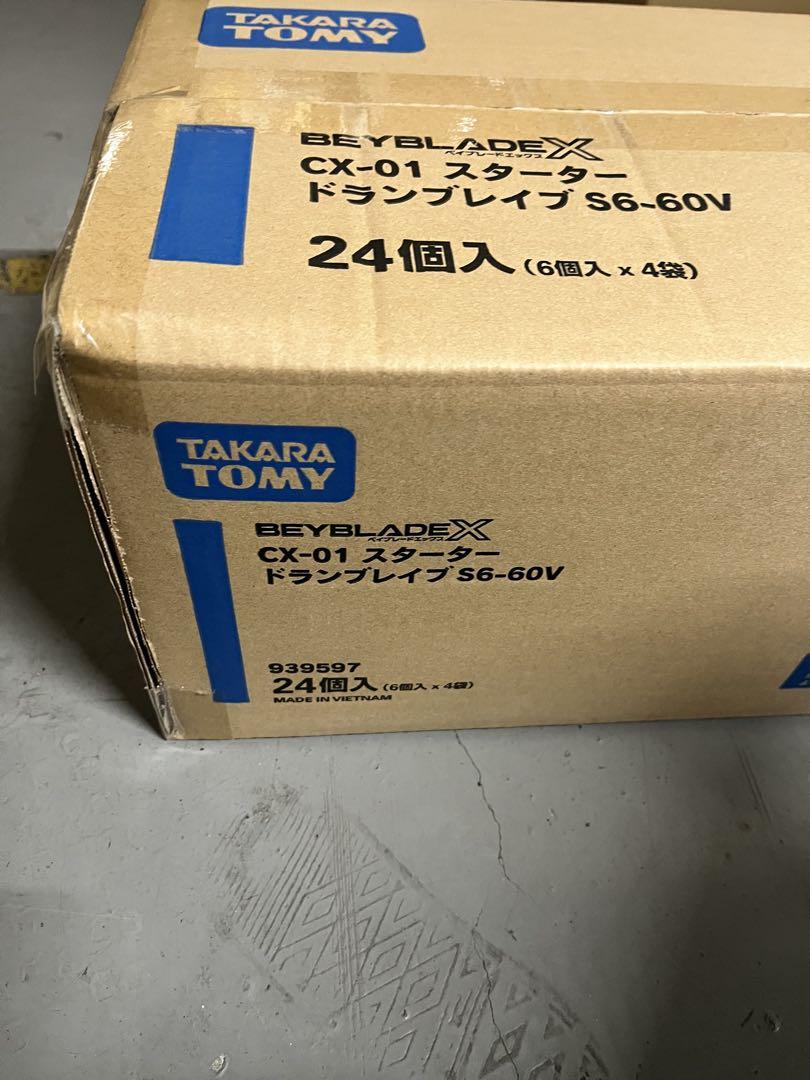 TAKARA
TOMY
BEYBLADE X
ベイブレードエックス
CX-01 スターター
ドランブレイブ S6-60V
24個入 (6個入 x 4袋)
TAKARA
TOMY
BEYBLADE X
ベイブレードエックス
CX-01 スターター
ドランブレイブ S6-60V
939597
24個入 (6個入 x 4袋)
MADE IN VIETNAM